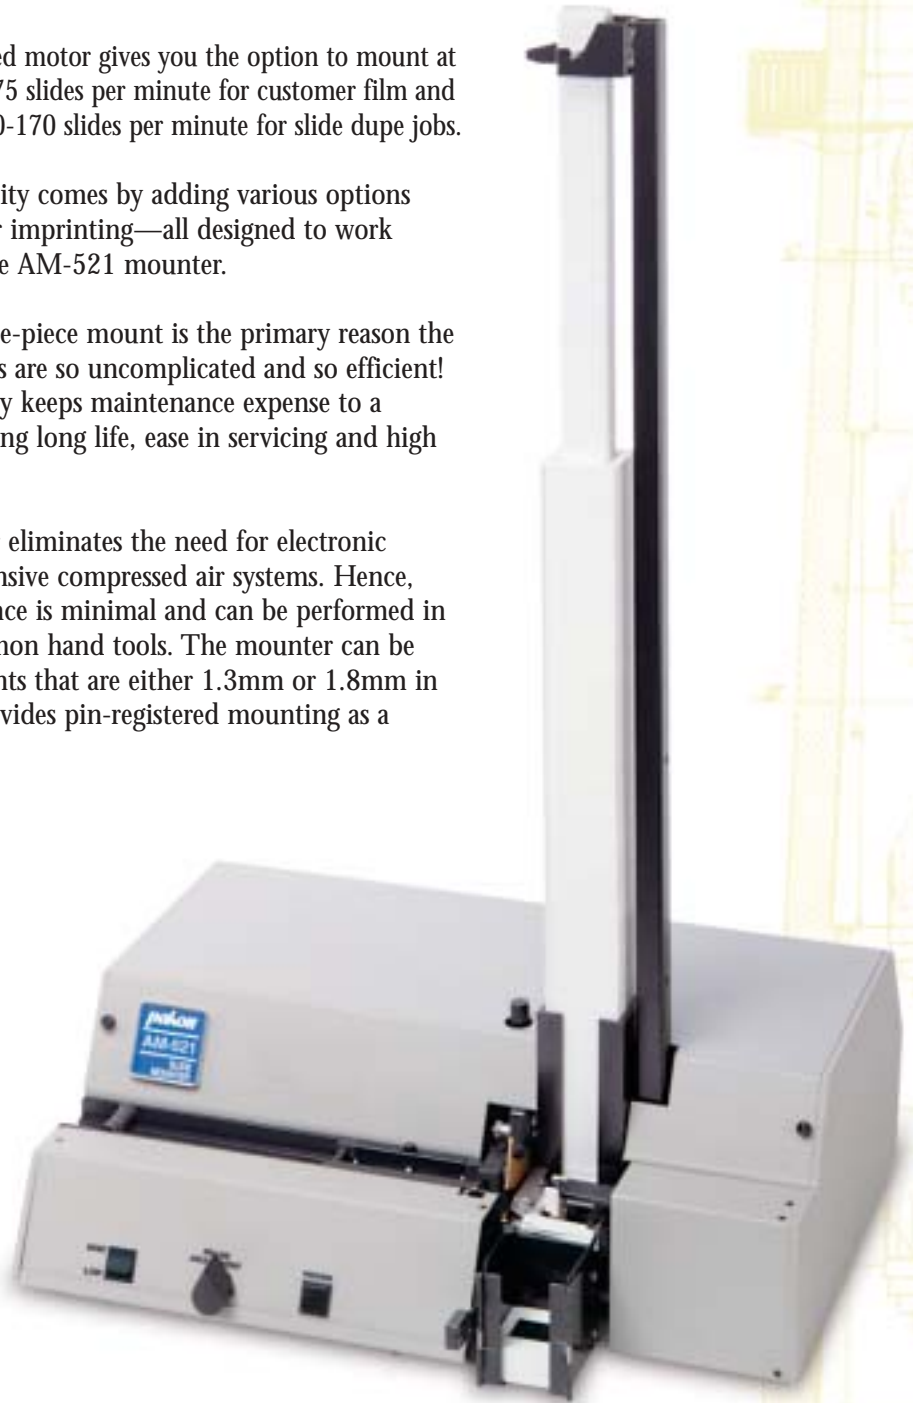 ed motor gives you the option to mount at
75 slides per minute for customer film and
0-170 slides per minute for slide dupe jobs.
ity comes by adding various options
r imprinting—all designed to work
e AM-521 mounter.
e-piece mount is the primary reason the
s are so uncomplicated and so efficient!
y keeps maintenance expense to a
ng long life, ease in servicing and high
eliminates the need for electronic
nsive compressed air systems. Hence,
nce is minimal and can be performed in
mon hand tools. The mounter can be
nts that are either 1.3mm or 1.8mm in
vides pin-registered mounting as a
pakon
AM-521
SLIDE
MOUNTER